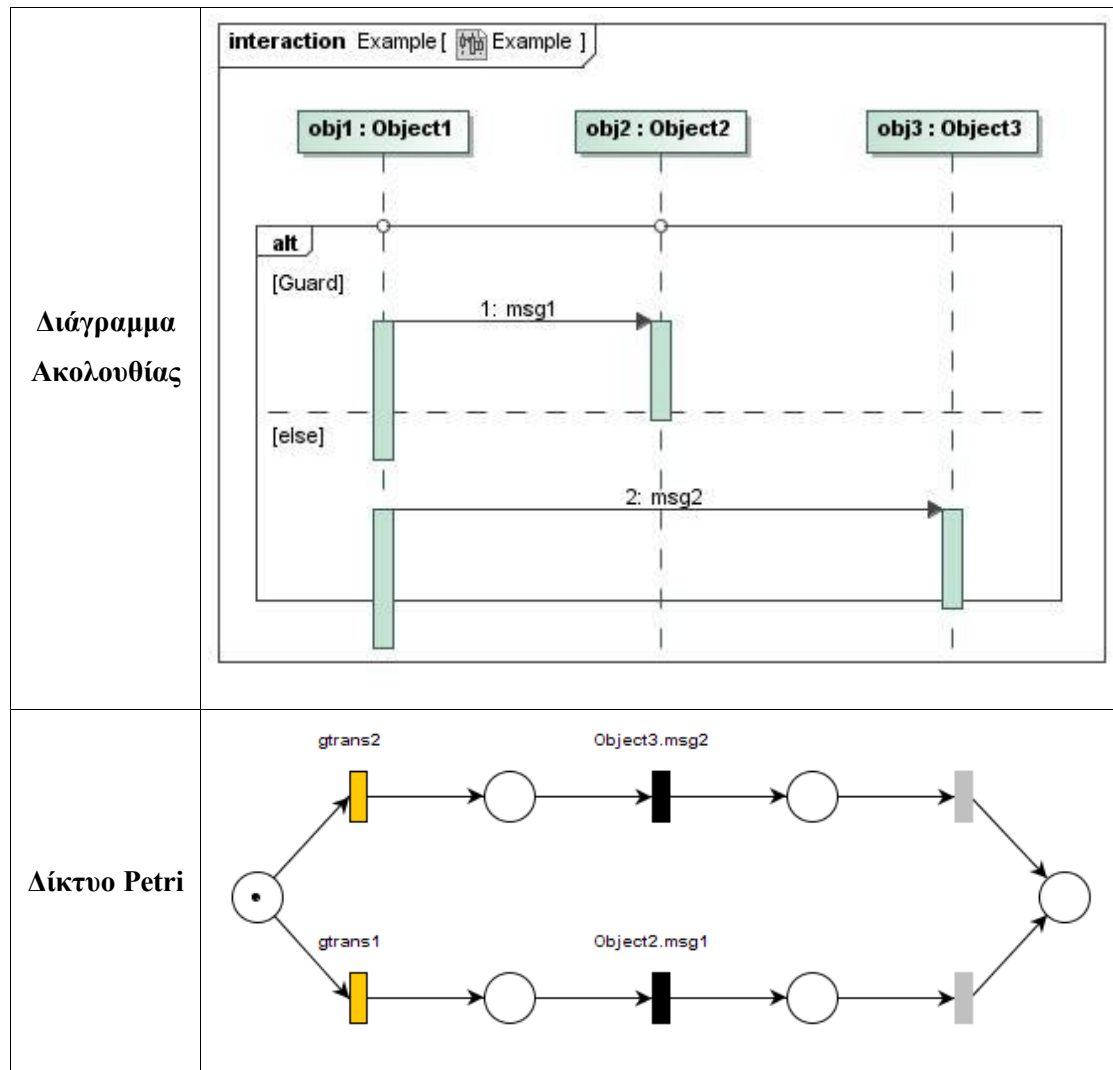 interaction Example [ Example ]
obj1 : Object1
obj2 : Object2
obj3 : Object3
alt
[Guard]
1: msg1
[else]
2: msg2
Διάγραμμα
Ακολουθίας
gtrans2
Object3.msg2
Δίκτυο Petri
gtrans1
Object2.msg1